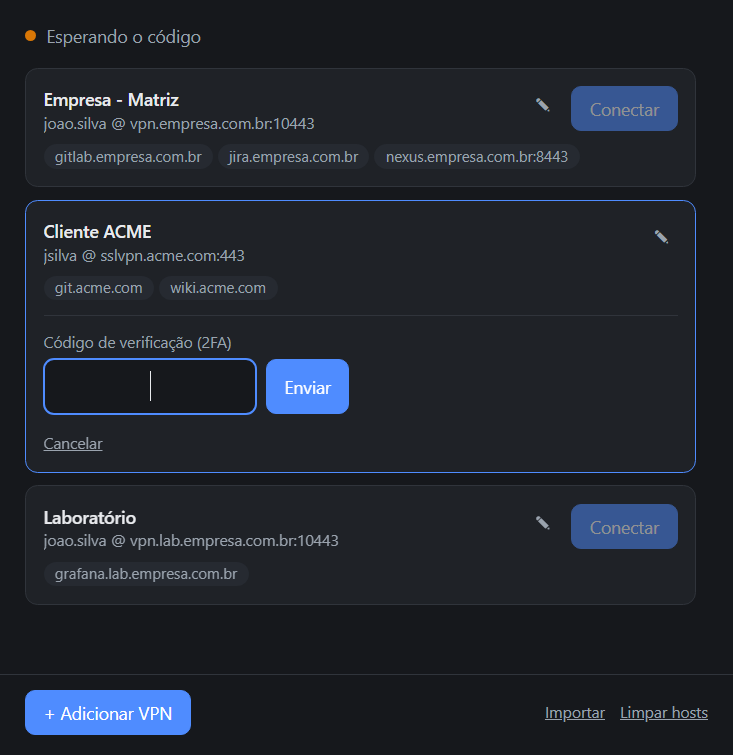 Esperando o código
Empresa - Matriz
joao.silva @ vpn.empresa.com.br:10443
Conectar
gitlab.empresa.com.br jira.empresa.com.br nexus.empresa.com.br:8443
Cliente ACME
jsilva @ sslvpn.acme.com:443
git.acme.com wiki.acme.com
Código de verificação (2FA)
Enviar
Cancelar
Laboratório
joao.silva @ vpn.lab.empresa.com.br:10443
Conectar
grafana.lab.empresa.com.br
+ Adicionar VPN Importar Limpar hosts